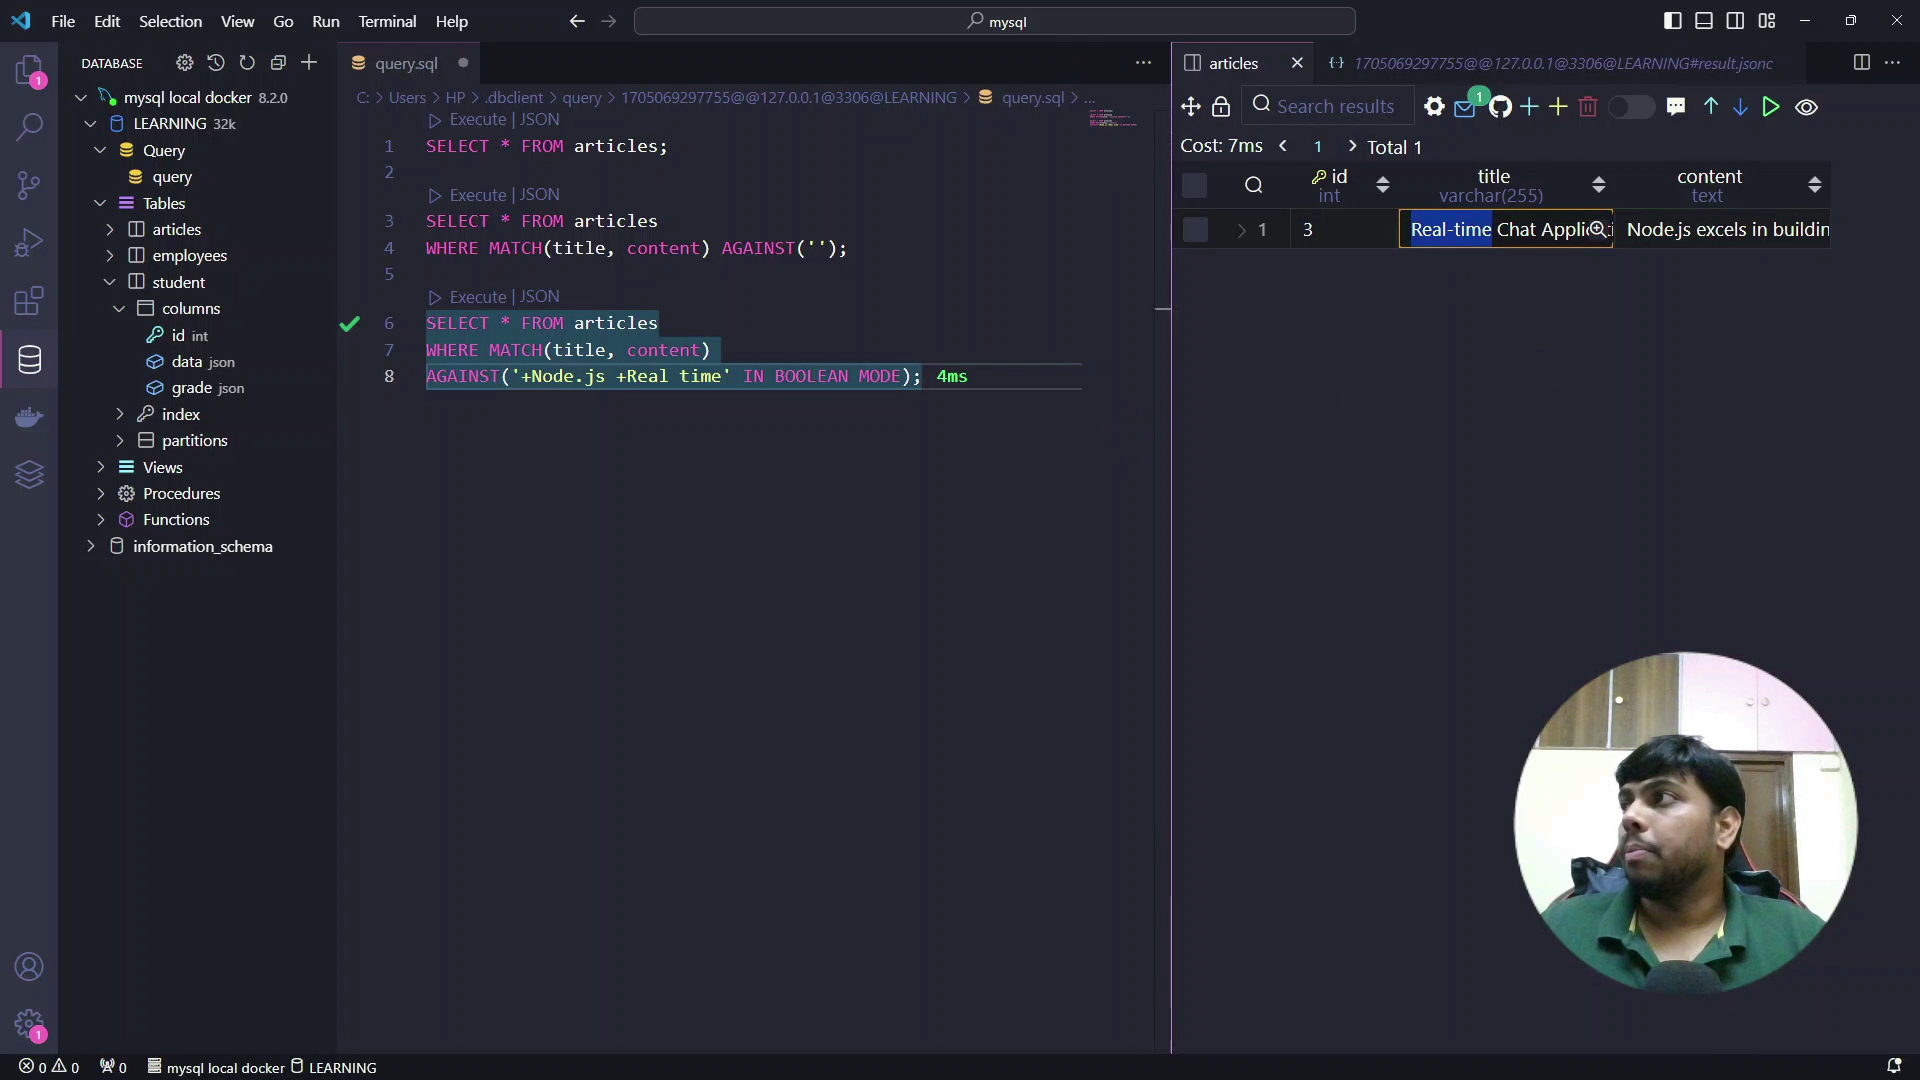 File Edit Selection View Go Run Terminal Help
mysql
DATABASE
mysql local docker 8.2.0
LEARNING 32k
Query
query
Tables
articles
employees
student
columns
id int
data json
grade json
index
partitions
Views
Procedures
Functions
information_schema
1
1
query.sql
C: > Users > HP > .dbclient > query > 1705069297755@@127.0.0.1@3306@LEARNING > query.sql > ...
Execute | JSON
1 SELECT * FROM articles;
2
Execute | JSON
3 SELECT * FROM articles
4 WHERE MATCH(title, content) AGAINST('');
5
Execute | JSON
6 SELECT * FROM articles
7 WHERE MATCH(title, content)
8 AGAINST('+Node.js +Real time' IN BOOLEAN MODE); 4ms
articles
1705069297755@@127.0.0.1@3306@LEARNING#result.jsonc
Search results
1
Cost: 7ms < 1 > Total 1
id
int
title
varchar(255)
content
text
1 3 Real-time Chat Applic Node.js excels in buildin
0 0 0 mysql local docker LEARNING